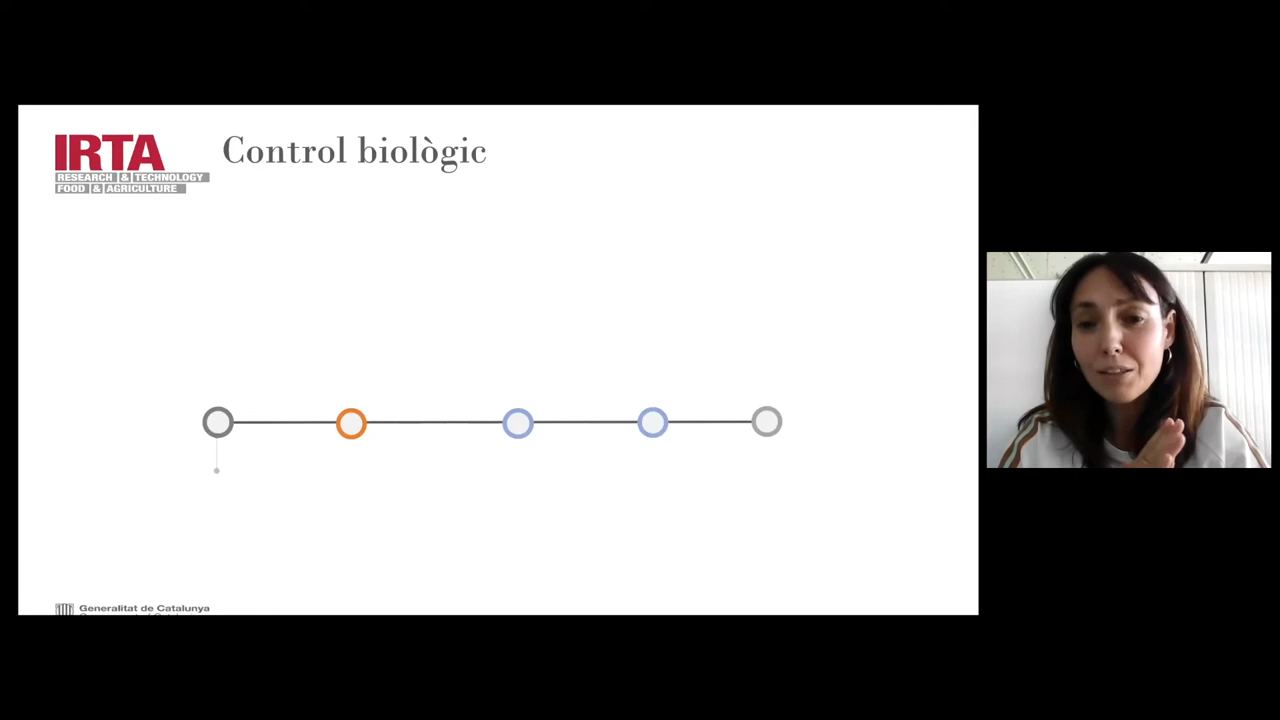 IRTA
RESEARCH & TECHNOLOGY
FOOD & AGRICULTURE
Control biològic
Generalitat de Catalunya